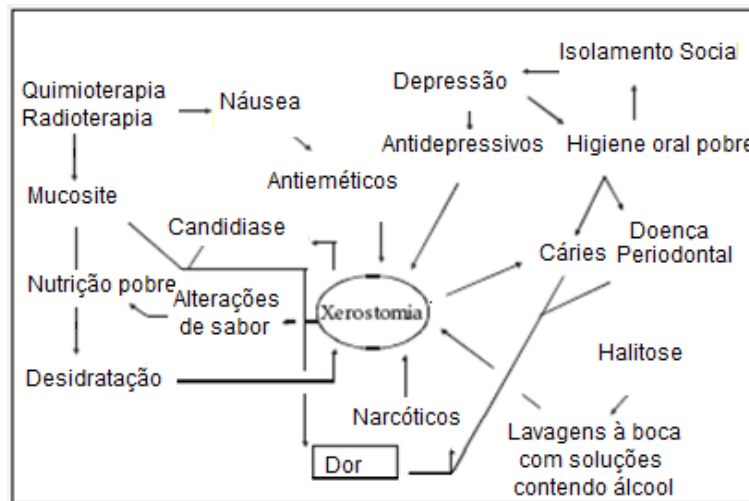 Isolamento Social
Depressão
Quimioterapia
Radioterapia
Náusea
Antidepressivos
Higiene oral pobre
Antieméticos
Mucosite
Candidiase
Doença
Periodontal
Cáries
Nutrição pobre
Alterações
de sabor
Xerostomia
Halitose
Desidratação
Narcóticos
Lavagens à boca
com soluções
contendo álcool
Dor